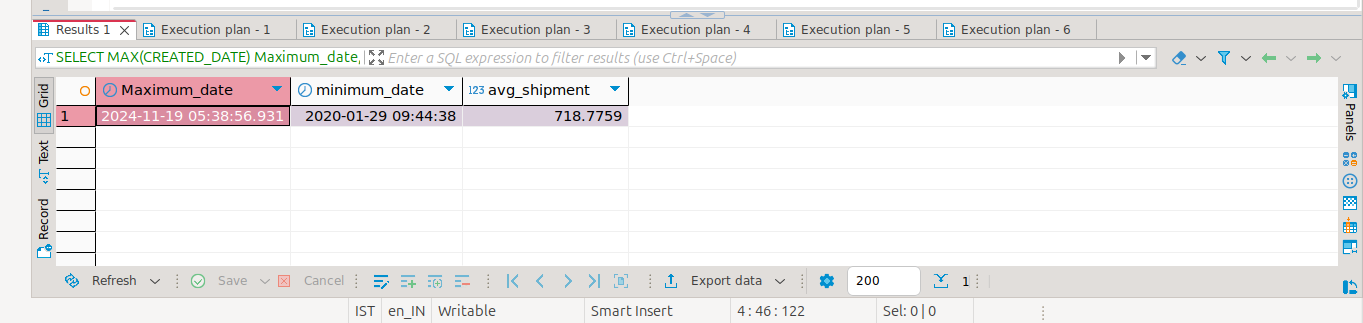 Results 1 Execution plan - 1 Execution plan - 2 Execution plan - 3 Execution plan - 4 Execution plan - 5 Execution plan - 6
SELECT MAX(CREATED_DATE) Maximum_date, Enter a SQL expression to filter results (use Ctrl+Space)
Grid
Text
Record
Maximum_date minimum_date 123 avg_shipment
1 2024-11-19 05:38:56.931 2020-01-29 09:44:38 718.7759
Panels
Refresh Save Cancel Export data 200 1
IST en_IN Writable Smart Insert 4 : 46 : 122 Sel: 0 | 0